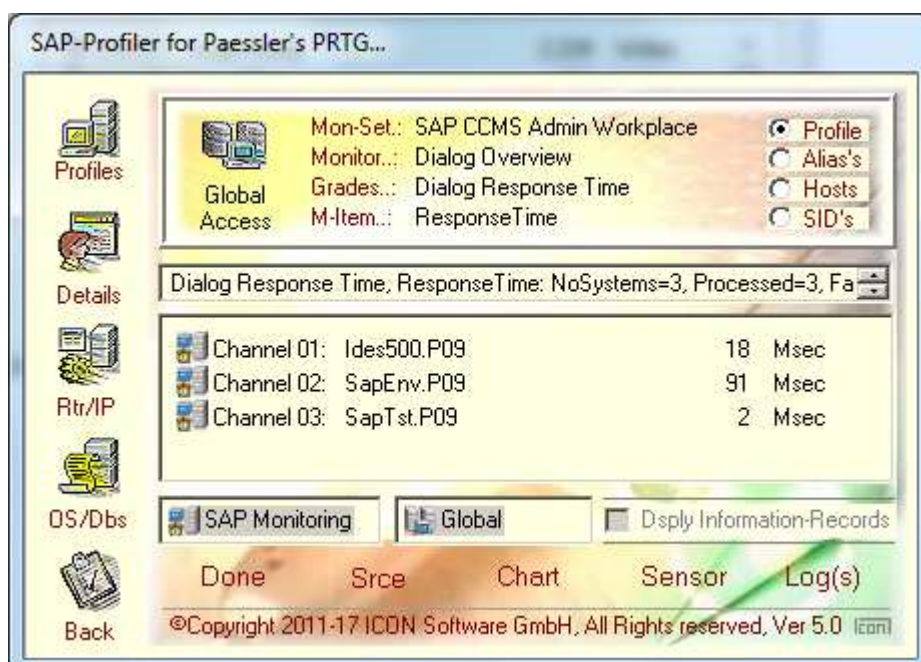 SAP-Profiler for Paessler's PRTG...
Profiles
Details
Rtr/IP
OS/Dbs
Back
Global
Access
Mon-Set.: SAP CCMS Admin Workplace
Monitor..: Dialog Overview
Grades..: Dialog Response Time
M-Item..: ResponseTime
Profile
Alias's
Hosts
SID's
Dialog Response Time, ResponseTime: NoSystems=3, Processed=3, Fa
Channel 01: Ides500.P09 18 Msec
Channel 02: SapEnv.P09 91 Msec
Channel 03: SapTst.P09 2 Msec
SAP Monitoring Global Dsply Information-Records
Done Srce Chart Sensor Log(s)
©Copyright 2011-17 ICON Software GmbH, All Rights reserved, Ver 5.0 Icon